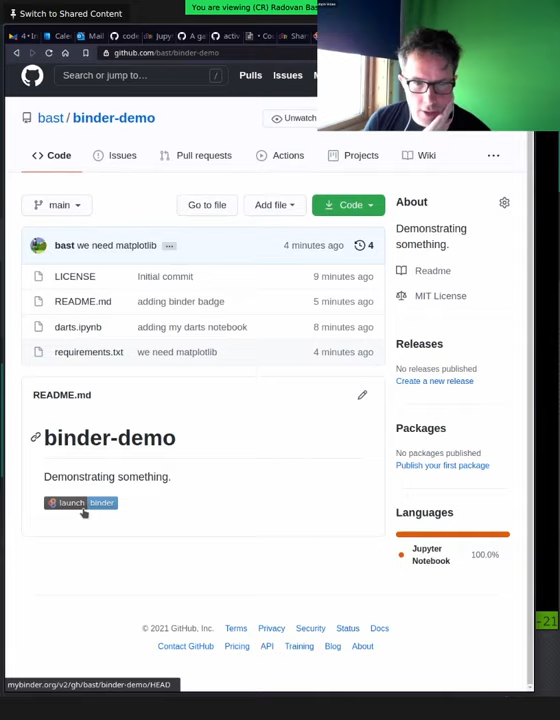 Switch to Shared Content
You are viewing (CR) Radovan Bas
Mail
code
github.com/bast/binder-demo
Search or jump to… /
Pulls Issues
bast / binder-demo
Unwatch
Code Issues Pull requests Actions Projects Wiki ...
main Go to file Add file Code
bast we need matplotlib ... 4 minutes ago 4
LICENSE Initial commit 9 minutes ago
README.md adding binder badge 5 minutes ago
darts.ipynb adding my darts notebook 8 minutes ago
requirements.txt we need matplotlib 4 minutes ago
README.md
binder-demo
Demonstrating something.
launch binder
About
Demonstrating
something.
Readme
MIT License
Releases
No releases published
Create a new release
Packages
No packages published
Publish your first package
Languages
Jupyter
Notebook 100.0%
© 2021 GitHub, Inc. Terms Privacy Security Status Docs
Contact GitHub Pricing API Training Blog About
mybinder.org/v2/gh/bast/binder-demo/HEAD
-21